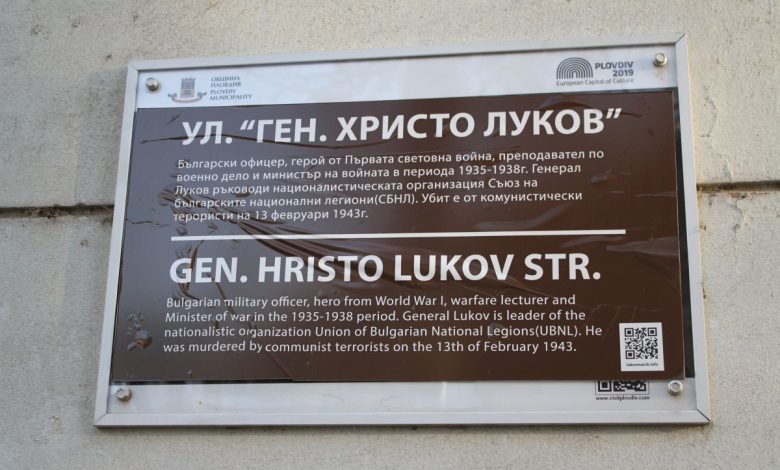 ОБЩИНА
ПЛОВДИВ
PLOVDIV
MUNICIPALITY
PLOVDIV
2019
European Capital of Culture
УЛ. “ГЕН. ХРИСТО ЛУКОВ”
Български офицер, герой от Първата световна война, преподавател по
военно дело и министър на войната в периода 1935-1938г. Генерал
Луков ръководи националистическата организация Съюз на
българските национални легиони(СБНЛ). Убит е от комунистически
терористи на 13 февруари 1943г.
GEN. HRISTO LUKOV STR.
Bulgarian military officer, hero from World War I, warfare lecturer and
Minister of war in the 1935-1938 period. General Lukov is leader of the
nationalistic organization Union of Bulgarian National Legions(UBNL). He
was murdered by communist terrorists on the 13th of February 1943.
lukovmarsh.info
www.visitplovdiv.com